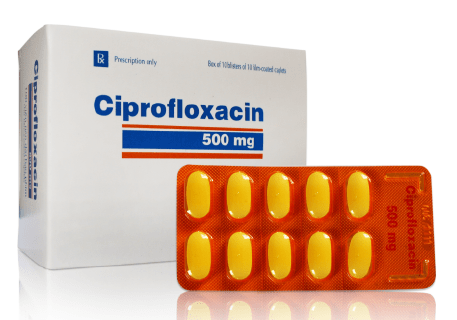 Rx
Prescription only
Box of 10 blisters of 10 film-coated caplets
Ciprofloxacin
500 mg
Ciprofloxacin
Ciprofloxacin
500 mg